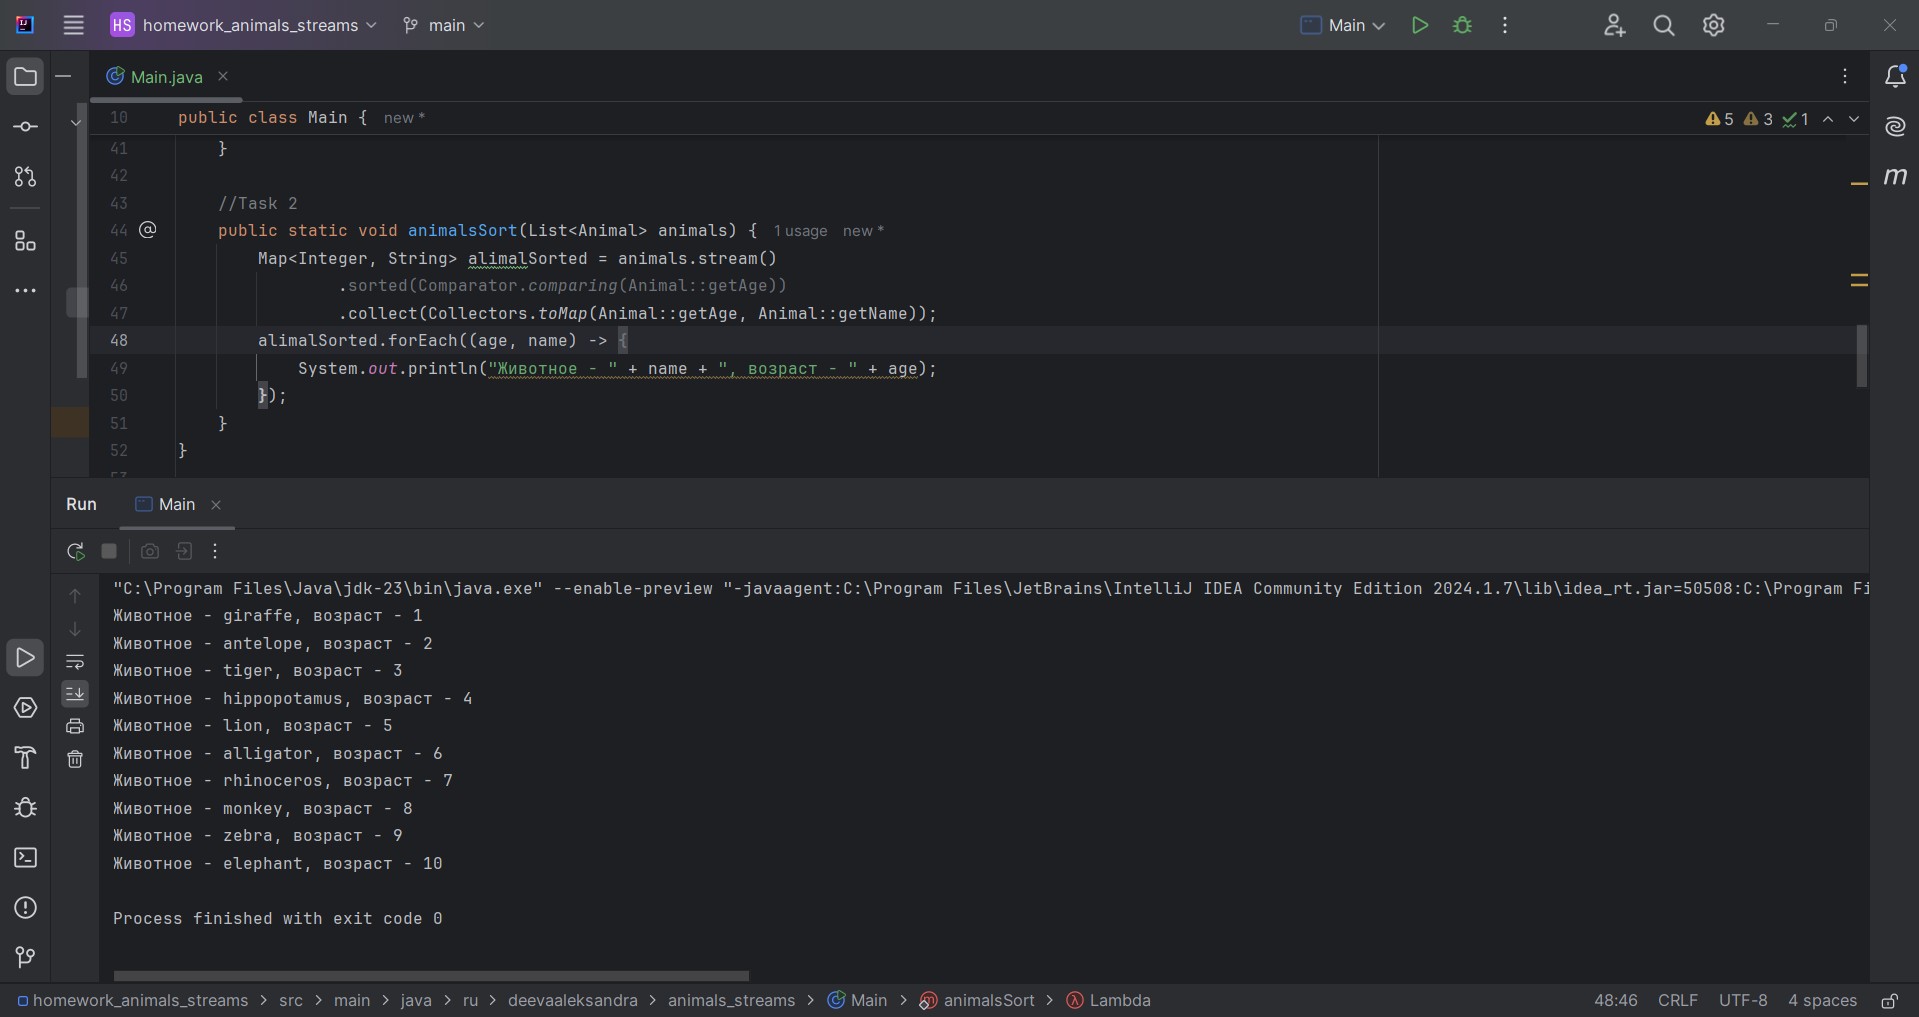 HS homework_animals_streams main Main
Main.java
10 public class Main { new *
5 3 1
41 }
42
43 //Task 2
44 @ public static void animalsSort(List<Animal> animals) { 1 usage new *
45 Map<Integer, String> alimalSorted = animals.stream()
46 .sorted(Comparator.comparing(Animal::getAge))
47 .collect(Collectors.toMap(Animal::getAge, Animal::getName));
48 alimalSorted.forEach((age, name) -> {
49 System.out.println("Животное - " + name + ", возраст - " + age);
50 });
51 }
52 }
Run Main
"C:\Program Files\Java\jdk-23\bin\java.exe" --enable-preview "-javaagent:C:\Program Files\JetBrains\IntelliJ IDEA Community Edition 2024.1.7\lib\idea_rt.jar=50508:C:\Program Fi
Животное - giraffe, возраст - 1
Животное - antelope, возраст - 2
Животное - tiger, возраст - 3
Животное - hippopotamus, возраст - 4
Животное - lion, возраст - 5
Животное - alligator, возраст - 6
Животное - rhinoceros, возраст - 7
Животное - monkey, возраст - 8
Животное - zebra, возраст - 9
Животное - elephant, возраст - 10
Process finished with exit code 0
homework_animals_streams > src > main > java > ru > deevaaleksandra > animals_streams > Main > animalsSort > Lambda 48:46 CRLF UTF-8 4 spaces